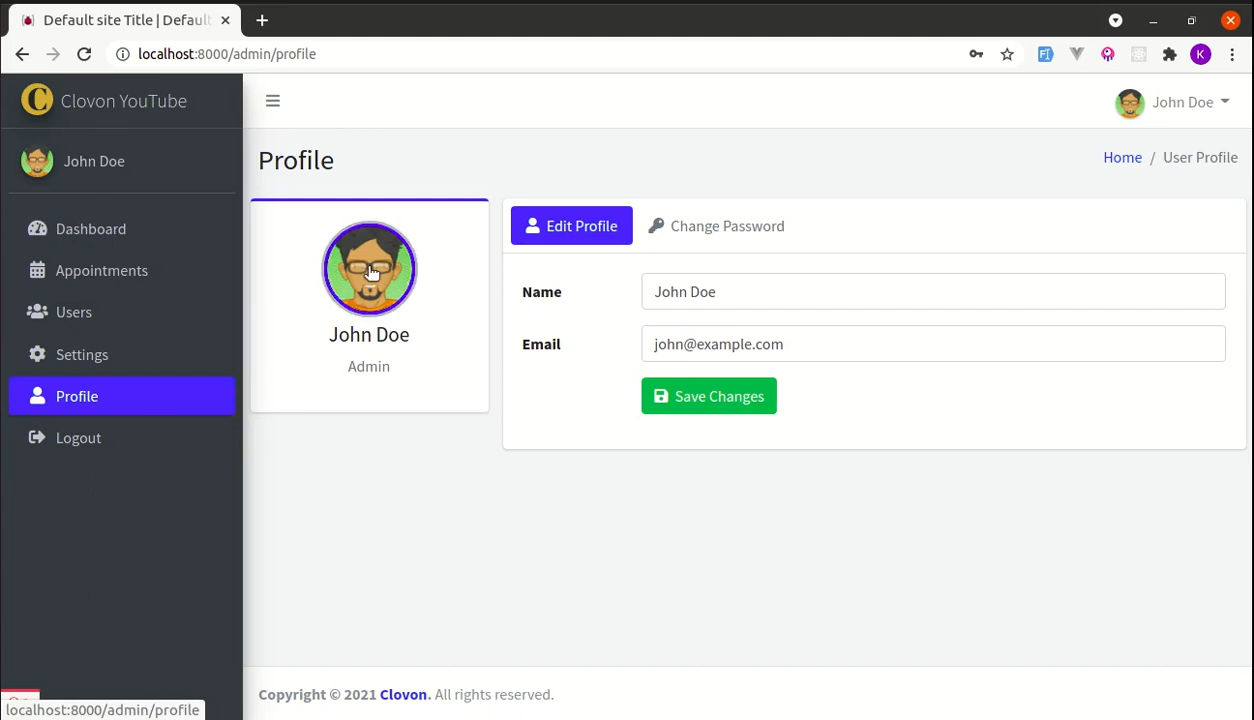 Default site Title | Default
localhost:8000/admin/profile
K
C Clovon YouTube
John Doe
John Doe
Profile
Home / User Profile
Dashboard
Appointments
Users
Settings
Profile
Logout
John Doe
Admin
Edit Profile
Change Password
Name
John Doe
Email
john@example.com
Save Changes
Copyright © 2021 Clovon. All rights reserved.
localhost:8000/admin/profile